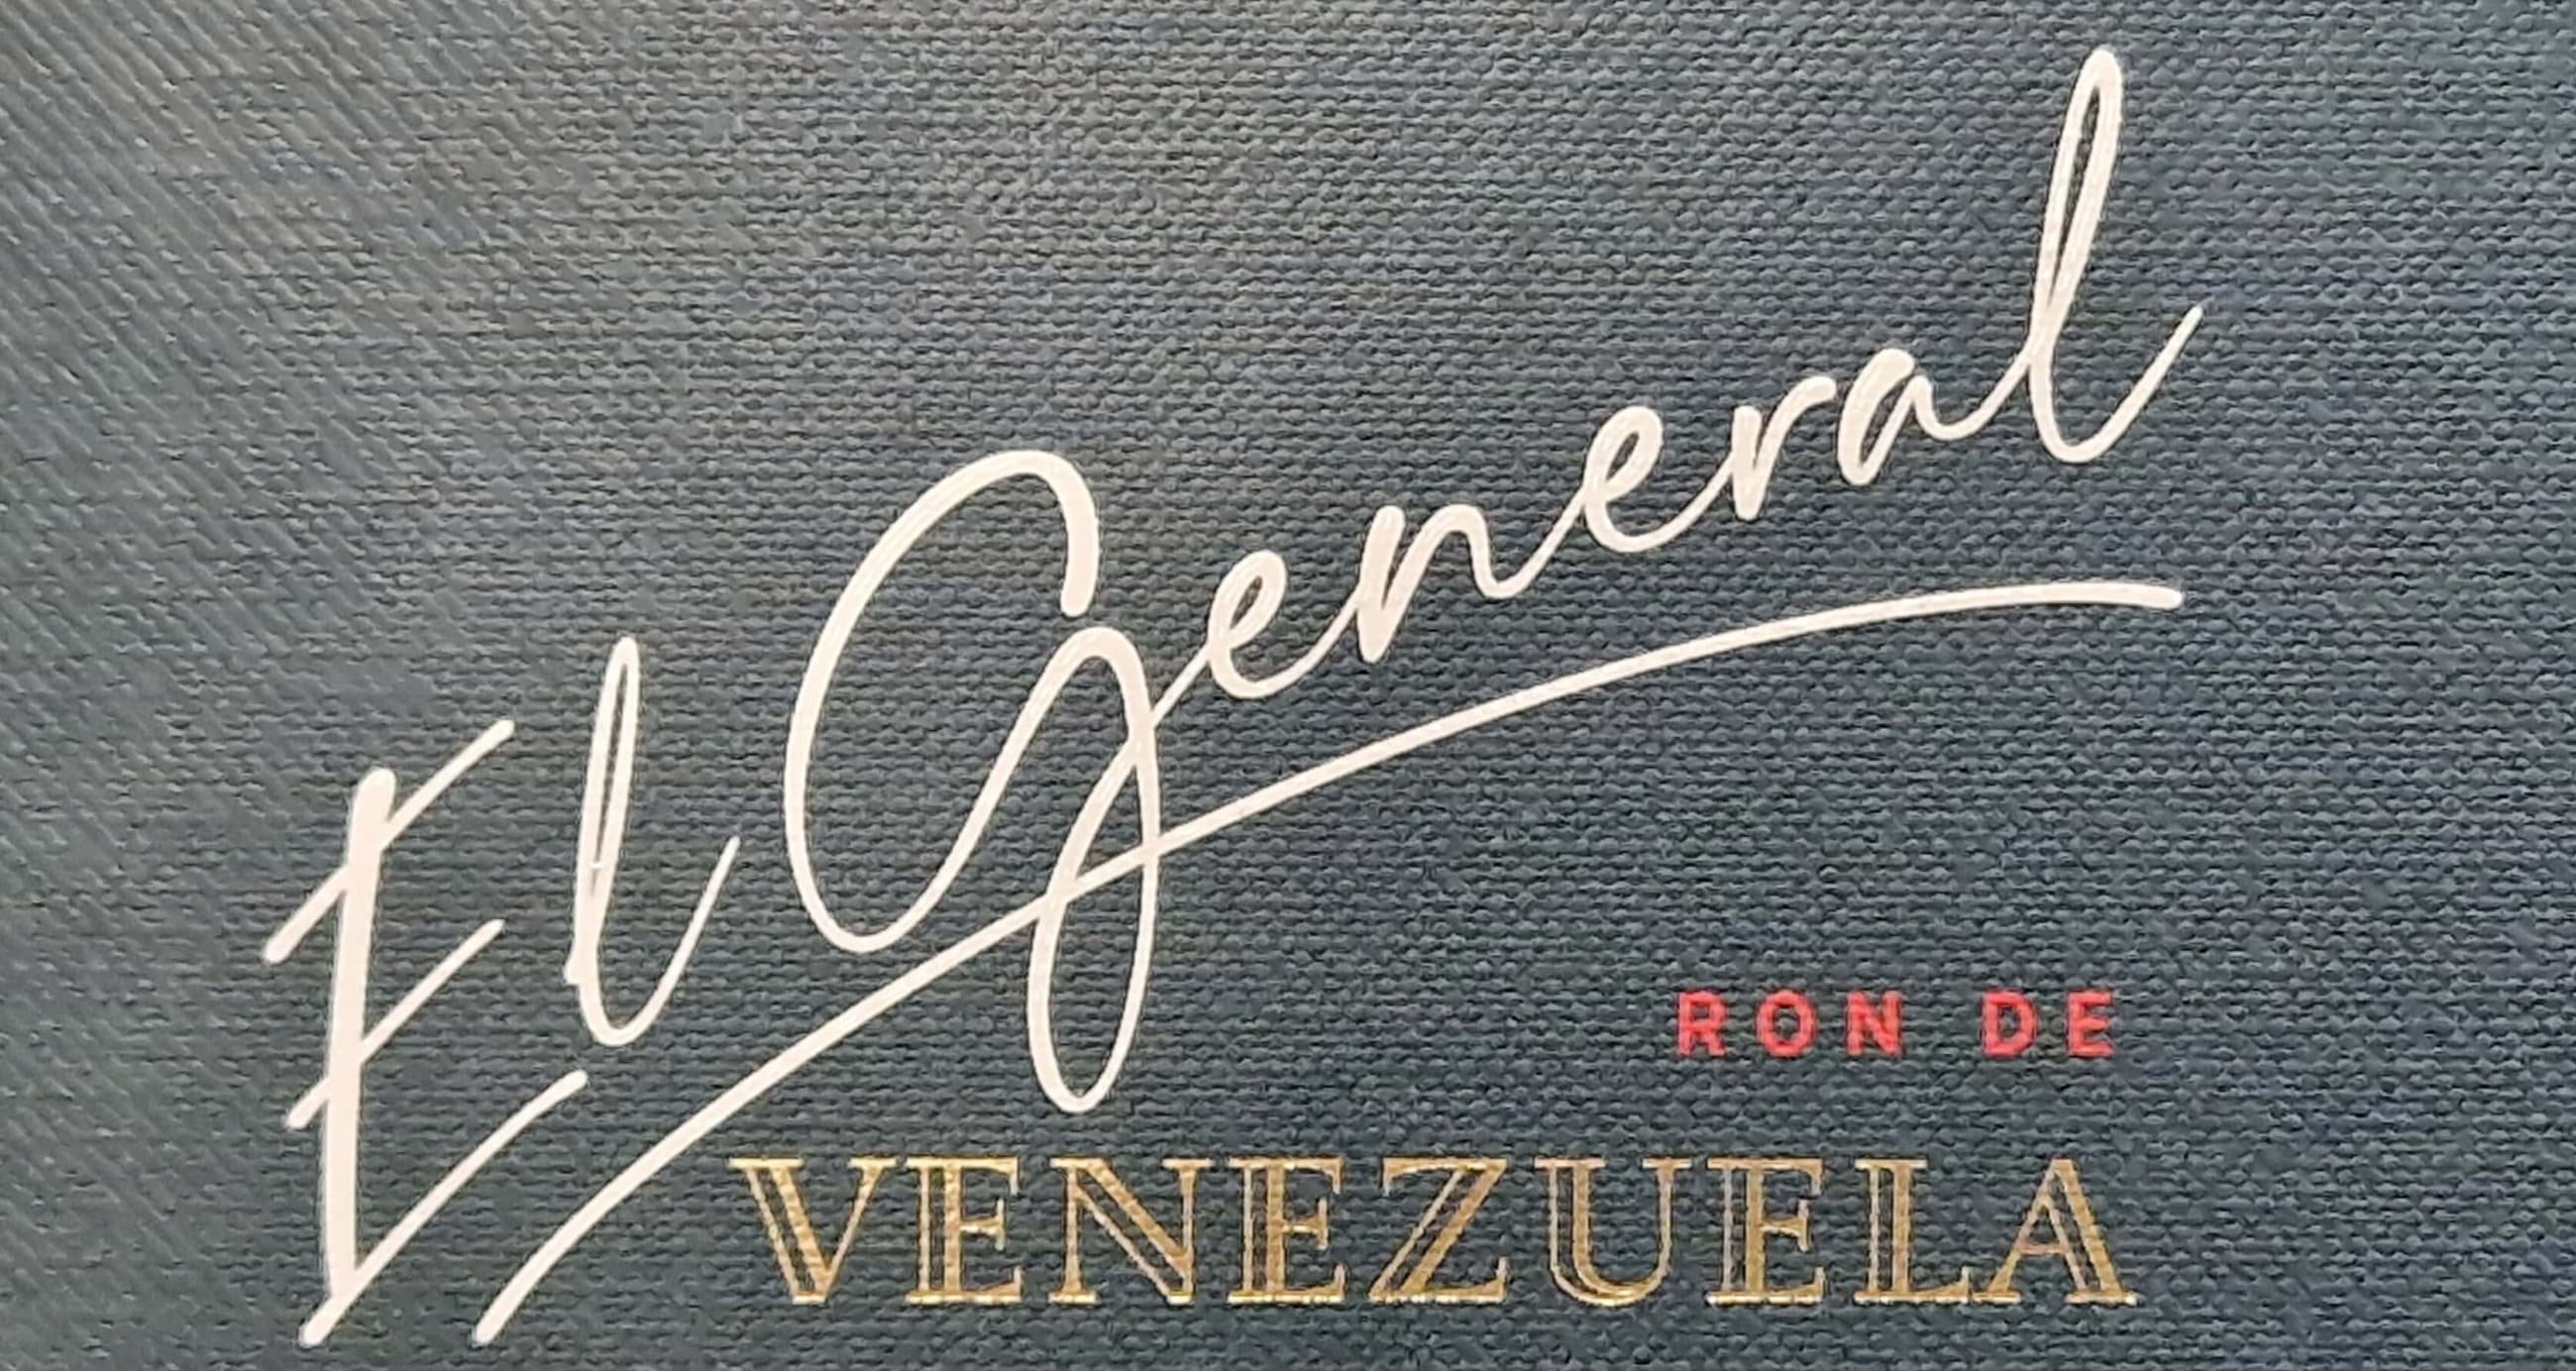 El General
RON DE
VENEZUELA